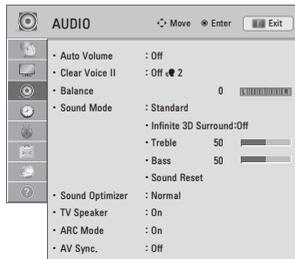 AUDIO Move Enter Exit
• Auto Volume : Off
• Clear Voice II : Off 2
• Balance 0
• Sound Mode : Standard
• Infinite 3D Surround:Off
• Treble 50
• Bass 50
• Sound Reset
• Sound Optimizer : Normal
• TV Speaker : On
• ARC Mode : On
• AV Sync. : Off